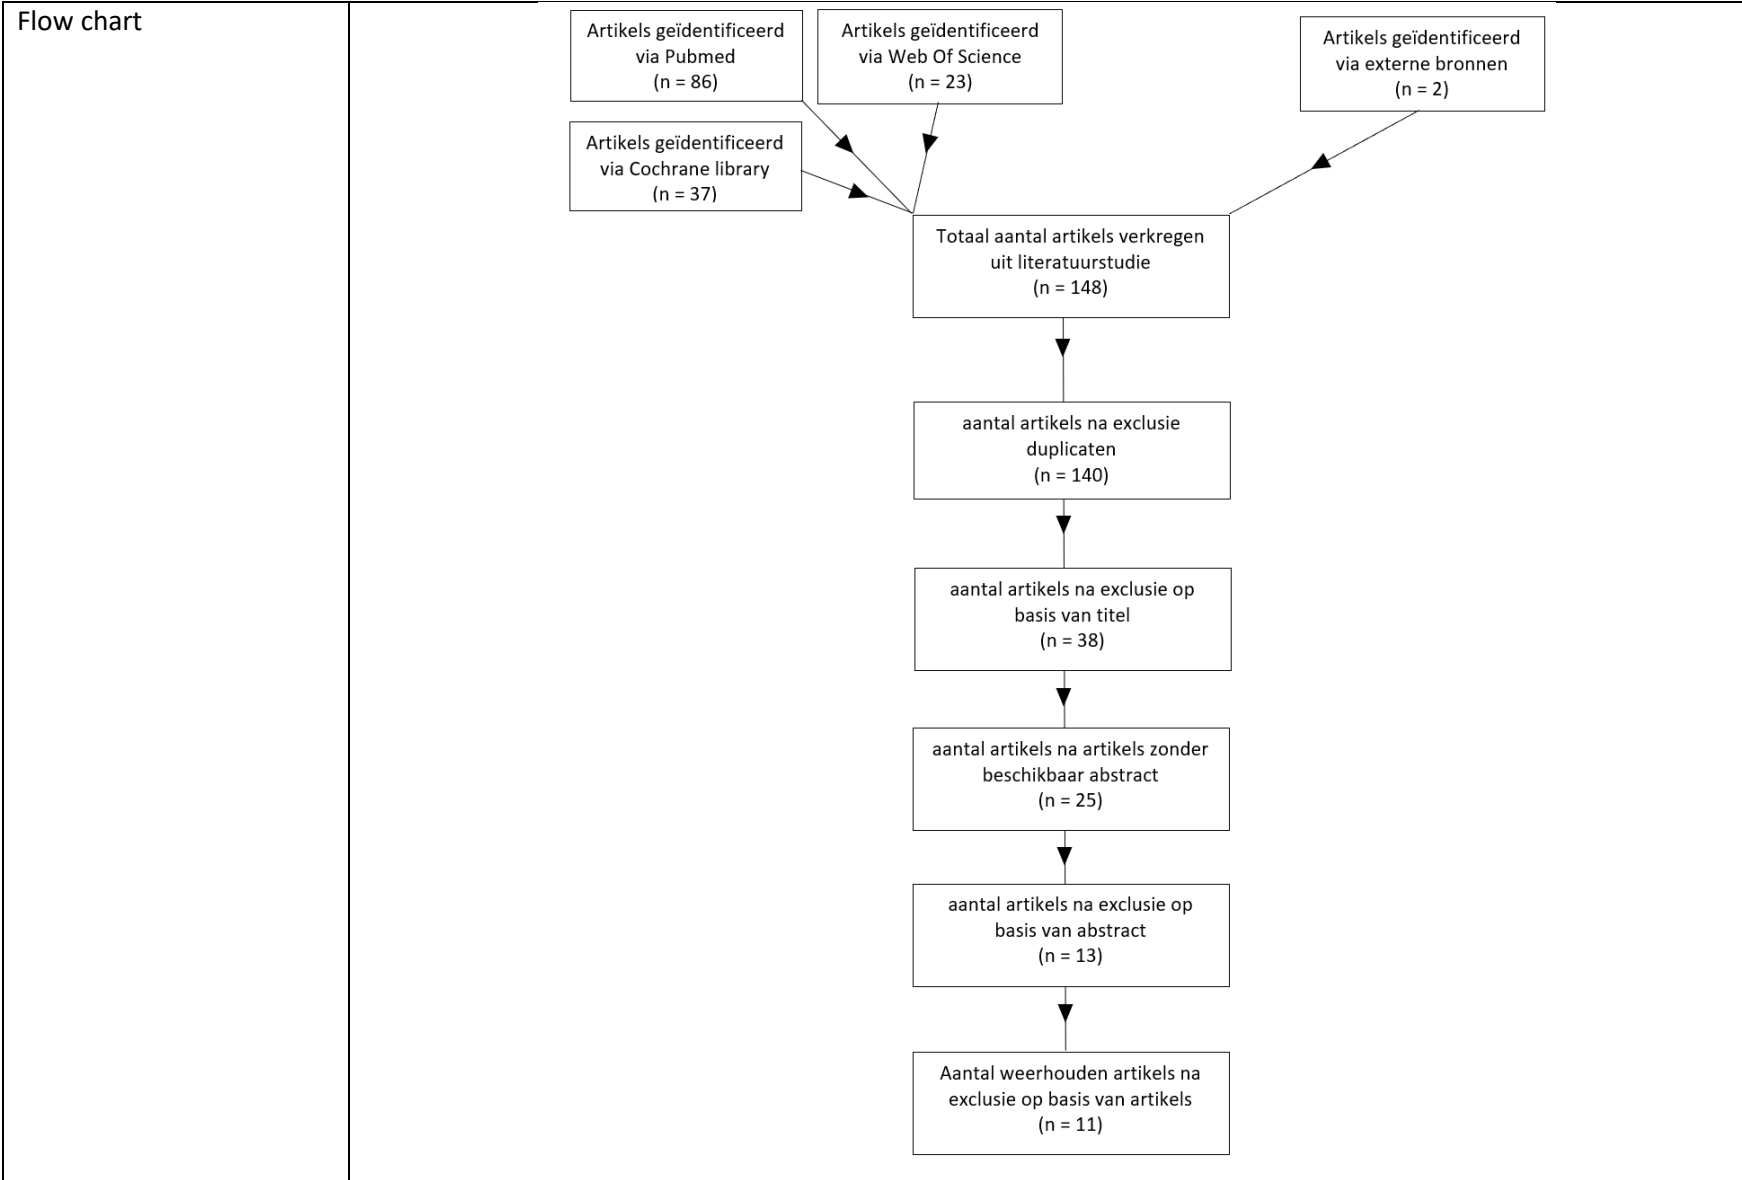 Flow chart
Artikels geïdentificeerd
via Pubmed
(n = 86)
Artikels geïdentificeerd
via Web Of Science
(n = 23)
Artikels geïdentificeerd
via externe bronnen
(n = 2)
Artikels geïdentificeerd
via Cochrane library
(n = 37)
Totaal aantal artikels verkregen
uit literatuurstudie
(n = 148)
aantal artikels na exclusie
duplicaten
(n = 140)
aantal artikels na exclusie op
basis van titel
(n = 38)
aantal artikels na artikels zonder
beschikbaar abstract
(n = 25)
aantal artikels na exclusie op
basis van abstract
(n = 13)
Aantal weerhouden artikels na
exclusie op basis van artikels
(n = 11)